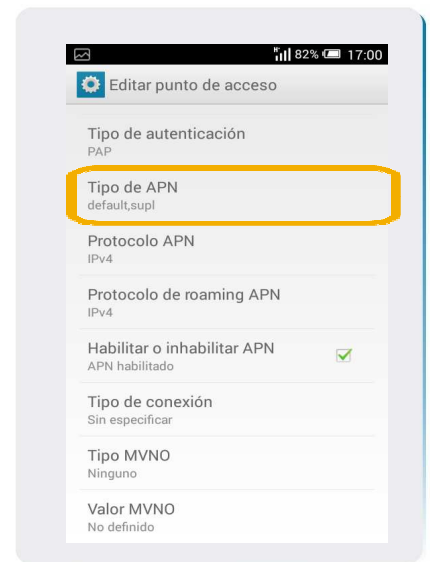 H 82% 17:00
Editar punto de acceso
Tipo de autenticación
PAP
Tipo de APN
default,supl
Protocolo APN
IPv4
Protocolo de roaming APN
IPv4
Habilitar o inhabilitar APN
APN habilitado
Tipo de conexión
Sin especificar
Tipo MVNO
Ninguno
Valor MVNO
No definido